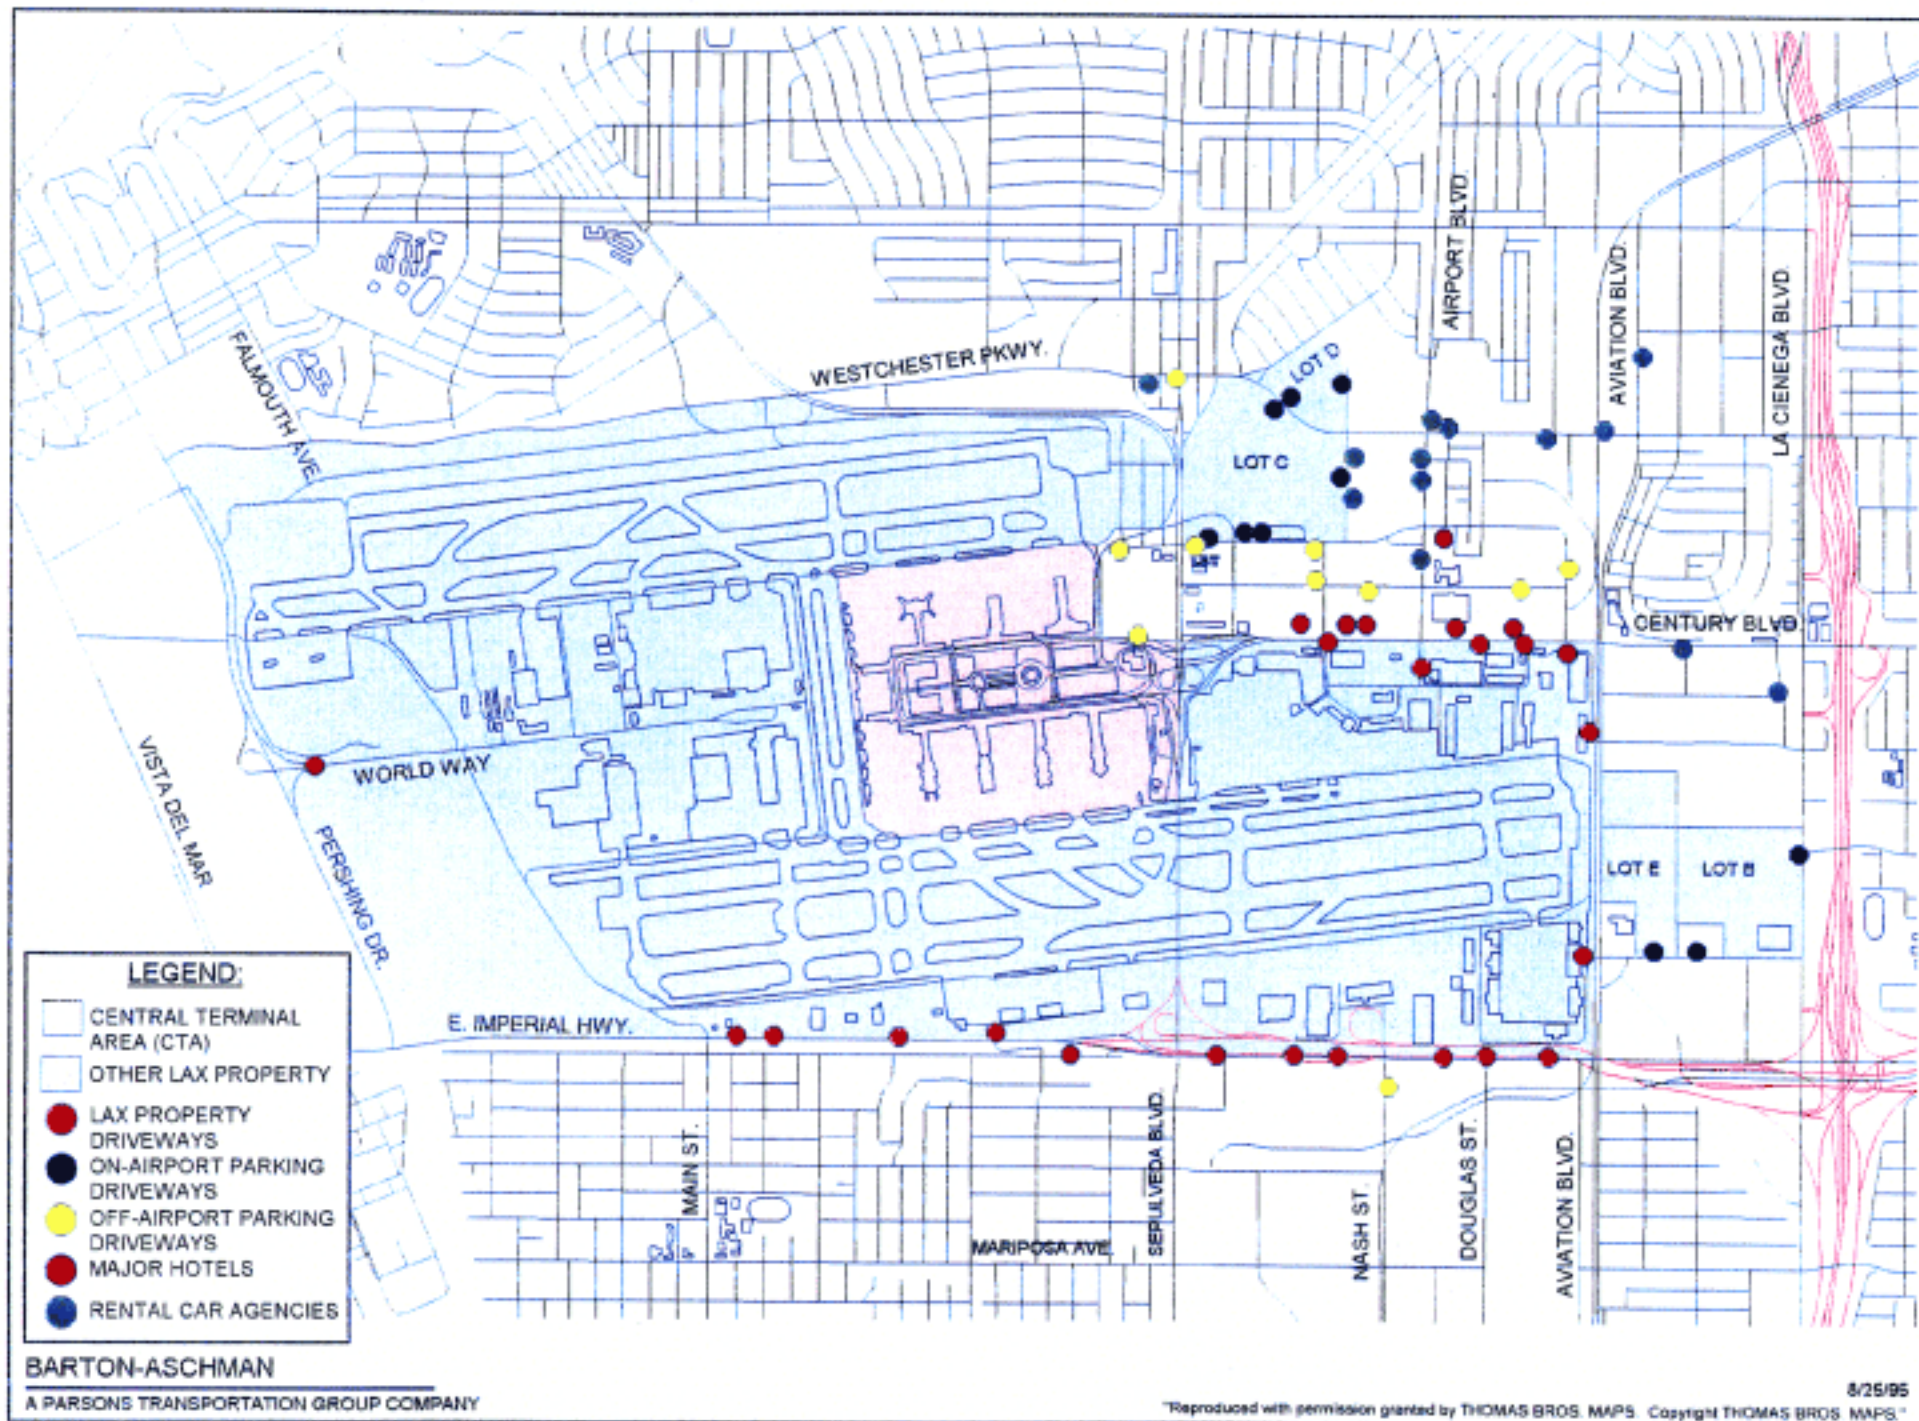 WESTCHESTER PKWY.
FALMOUTH AVE.
AIRPORT BLVD.
AVIATION BLVD.
LA CIENEGA BLVD.
LOT D
LOT C
CENTURY BLVD.
WORLD WAY
VISTA DEL MAR
PERSHING DR.
LOT E
LOT B
E. IMPERIAL HWY.
MAIN ST.
MARIPOSA AVE.
SEPULVEDA BLVD.
NASH ST.
DOUGLAS ST.
AVIATION BLVD.
LEGEND:
CENTRAL TERMINAL
AREA (CTA)
OTHER LAX PROPERTY
LAX PROPERTY
DRIVEWAYS
ON-AIRPORT PARKING
DRIVEWAYS
OFF-AIRPORT PARKING
DRIVEWAYS
MAJOR HOTELS
RENTAL CAR AGENCIES
BARTON-ASCHMAN
A PARSONS TRANSPORTATION GROUP COMPANY
8/25/95
"Reproduced with permission granted by THOMAS BROS. MAPS. Copyright THOMAS BROS. MAPS."